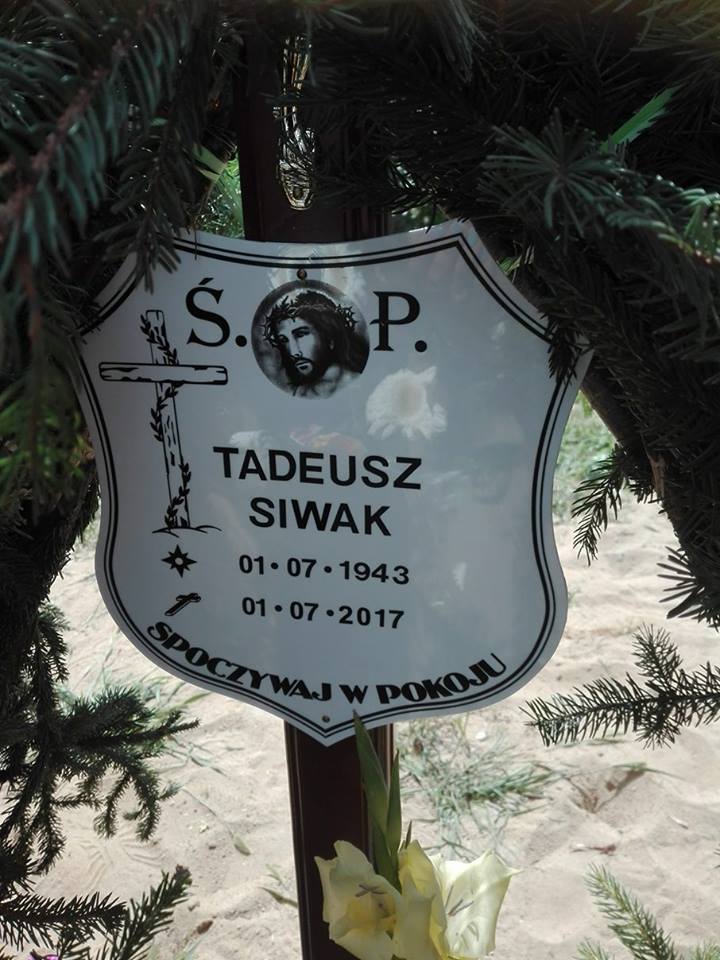 Ś. P.
TADEUSZ
SIWAK
01•07•1943
01•07•2017
SPOCZYWAJ W POKOJU